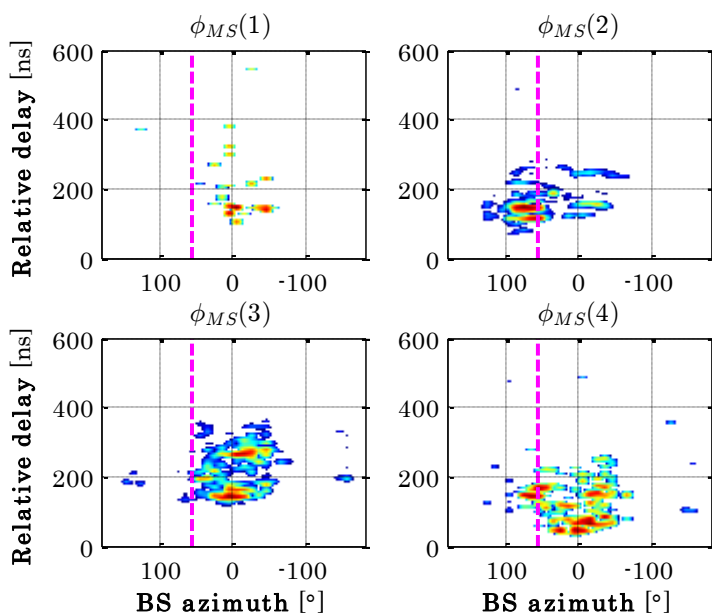 ϕMS(1) ϕMS(2)
600 600
400 400
200 200
0 0
100 0 -100 100 0 -100
Relative delay [ns]
ϕMS(3) ϕMS(4)
600 600
400 400
200 200
0 0
100 0 -100 100 0 -100
Relative delay [ns]
BS azimuth [°] BS azimuth [°]